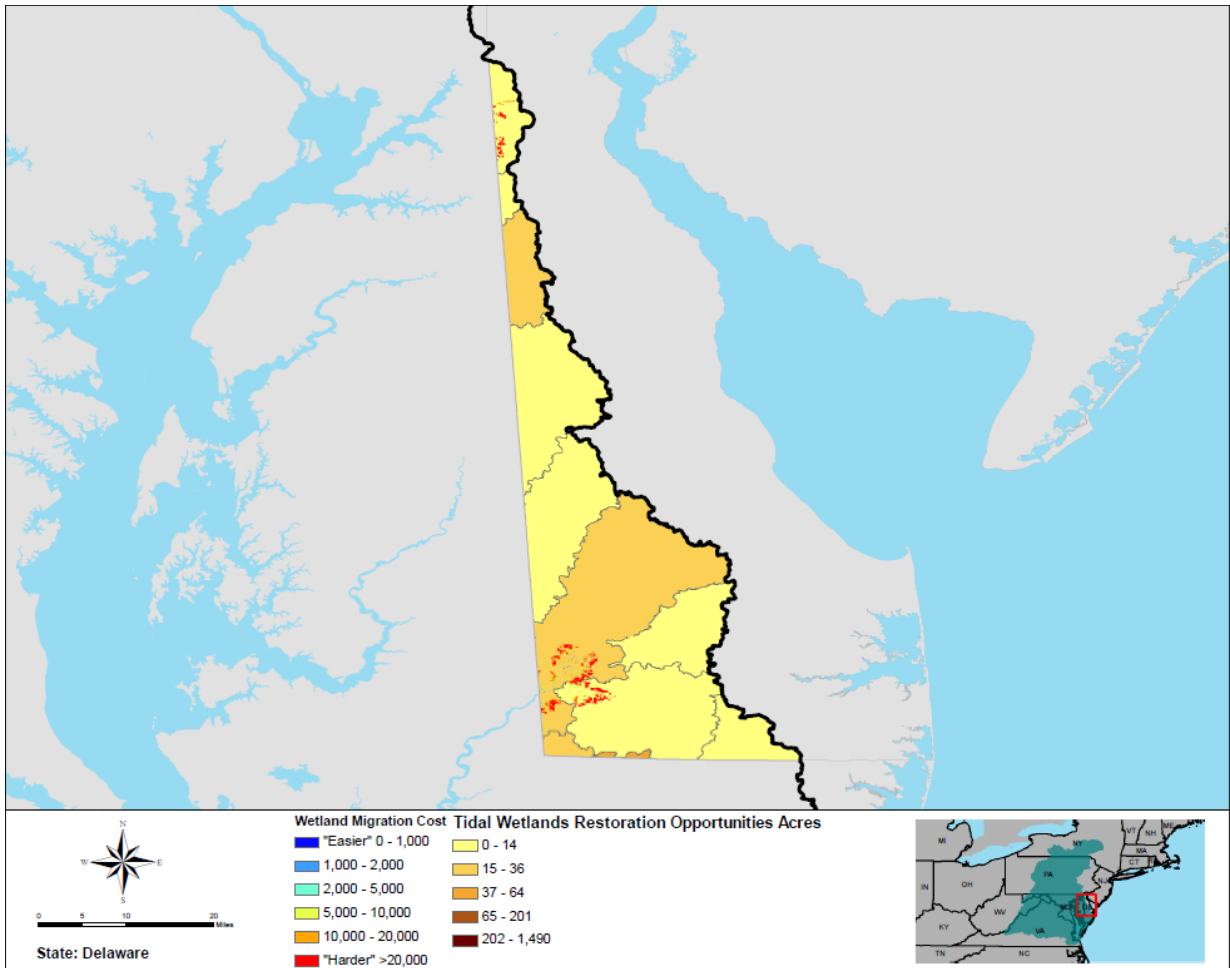 N
W
E
S
0
5
10
20
Miles
State: Delaware
Wetland Migration Cost
"Easier" 0 - 1,000
1,000 - 2,000
2,000 - 5,000
5,000 - 10,000
10,000 - 20,000
"Harder" >20,000
Tidal Wetlands Restoration Opportunities Acres
0 - 14
15 - 36
37 - 64
65 - 201
202 - 1,490
MI
NY
VT
NH
ME
MA
CT
PA
NJ
IN
OH
WV
KY
VA
TN
NC